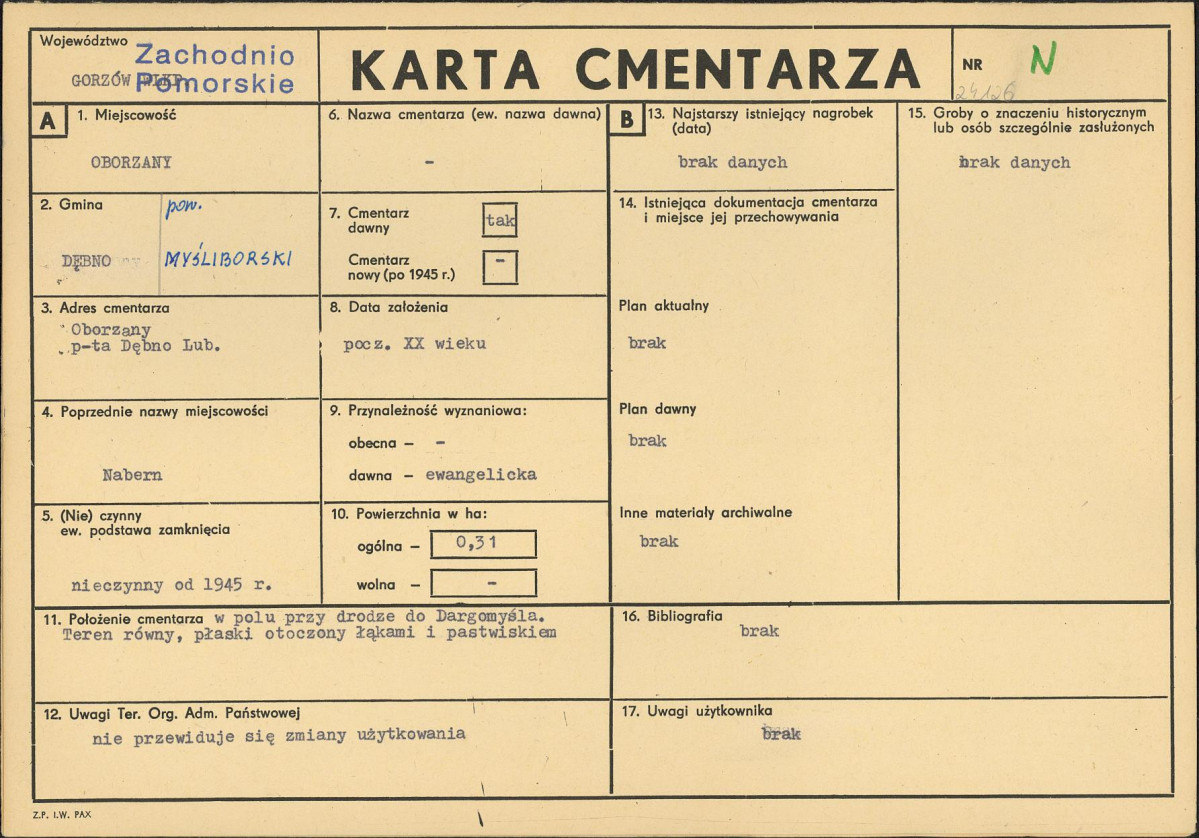 Województwo
Zachodnio
GORZÓW WLKP.
Pomorskie
KARTA CMENTARZA
NR
N
24126
A
1. Miejscowość
OBORZANY
6. Nazwa cmentarza (ew. nazwa dawna)
-
B
13. Najstarszy istniejący nagrobek
(data)
brak danych
15. Groby o znaczeniu historycznym
lub osób szczególnie zasłużonych
brak danych
2. Gmina
DĘBNO
pow.
MYŚLIBORSKI
7. Cmentarz
dawny
tak
Cmentarz
nowy (po 1945 r.)
-
14. Istniejąca dokumentacja cmentarza
i miejsce jej przechowywania
3. Adres cmentarza
Oborzany
p-ta Dębno Lub.
8. Data założenia
pocz. XX wieku
Plan aktualny
brak
4. Poprzednie nazwy miejscowości
Nabern
9. Przynależność wyznaniowa:
obecna – -
dawna – ewangelicka
Plan dawny
brak
5. (Nie) czynny
ew. podstawa zamknięcia
nieczynny od 1945 r.
10. Powierzchnia w ha:
ogólna – 0,31
wolna – -
Inne materiały archiwalne
brak
11. Położenie cmentarza w polu przy drodze do Dargomyśla.
Teren równy, płaski otoczony łąkami i pastwiskiem
16. Bibliografia
brak
12. Uwagi Ter. Org. Adm. Państwowej
nie przewiduje się zmiany użytkowania
17. Uwagi użytkownika
brak
Z.P. I.W. PAX